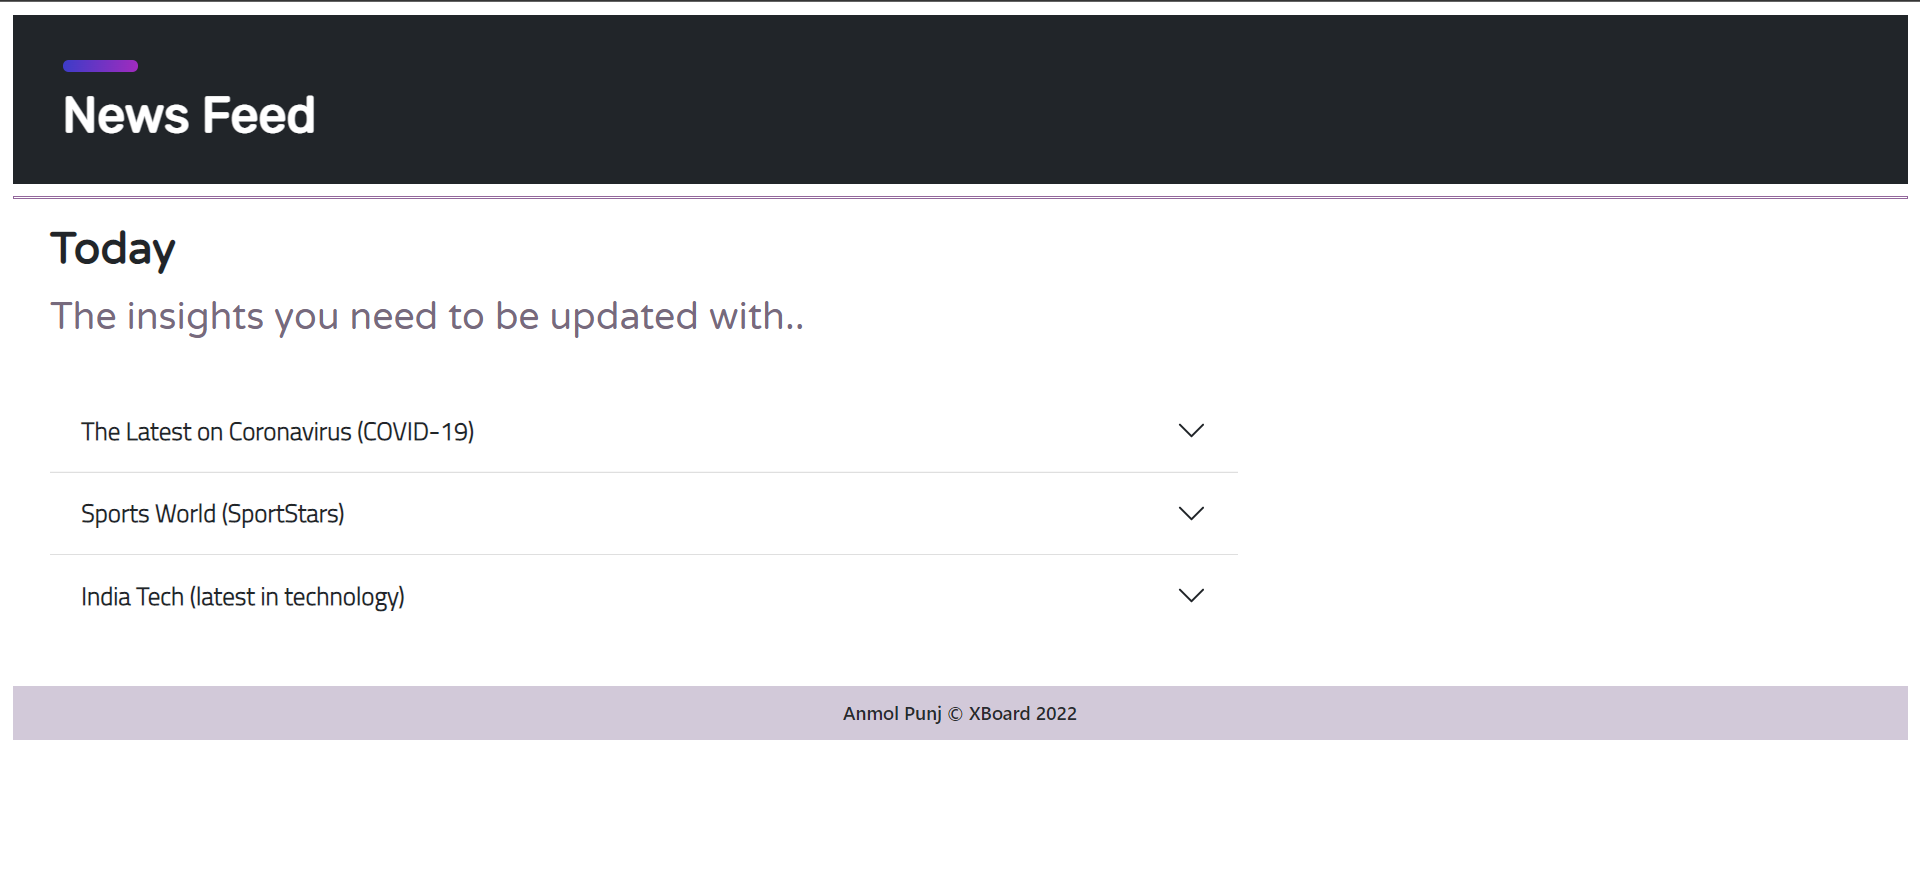 News Feed
Today
The insights you need to be updated with..
The Latest on Coronavirus (COVID-19)
Sports World (SportStars)
India Tech (latest in technology)
Anmol Punj © XBoard 2022